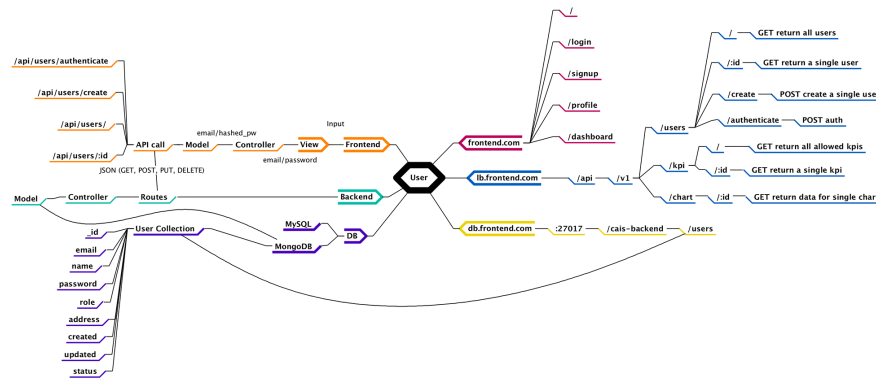 /api/users/authenticate
/api/users/create
/api/users/
/api/users/:id
API call
Model
email/hashed_pw
Controller
email/password
View
Input
Frontend
JSON (GET, POST, PUT, DELETE)
Model
Controller
Routes
Backend
MySQL
MongoDB
DB
User Collection
_id
email
name
password
role
address
created
updated
status
User
frontend.com
/
/login
/signup
/profile
/dashboard
lb.frontend.com
/api
/v1
/users
/
GET return all users
/:id
GET return a single user
/create
POST create a single use
/authenticate
POST auth
/kpi
/
GET return all allowed kpis
/:id
GET return a single kpi
/chart
/:id
GET return data for single char
db.frontend.com
:27017
/cais-backend
/users